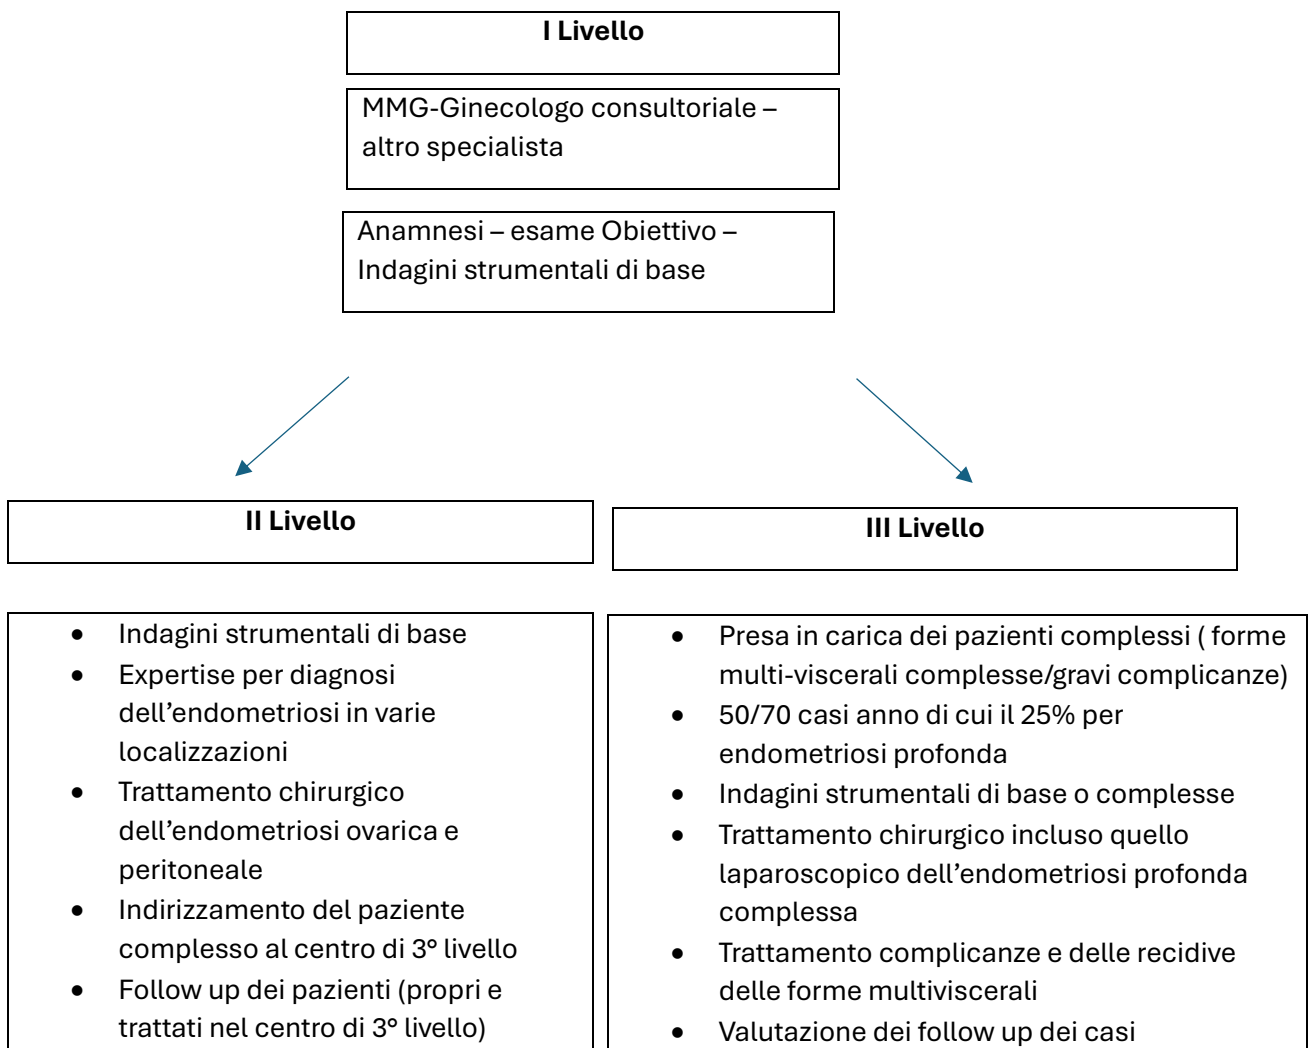 I Livello
MMG-Ginecologo consultoriale –
altro specialista
Anamnesi – esame Obiettivo –
Indagini strumentali di base
II Livello
• Indagini strumentali di base
• Expertise per diagnosi
dell’endometriosi in varie
localizzazioni
• Trattamento chirurgico
dell’endometriosi ovarica e
peritoneale
• Indirizzamento del paziente
complesso al centro di 3° livello
• Follow up dei pazienti (propri e
trattati nel centro di 3° livello)
III Livello
• Presa in carica dei pazienti complessi ( forme
multi-viscerali complesse/gravi complicanze)
• 50/70 casi anno di cui il 25% per
endometriosi profonda
• Indagini strumentali di base o complesse
• Trattamento chirurgico incluso quello
laparoscopico dell’endometriosi profonda
complessa
• Trattamento complicanze e delle recidive
delle forme multiviscerali
• Valutazione dei follow up dei casi